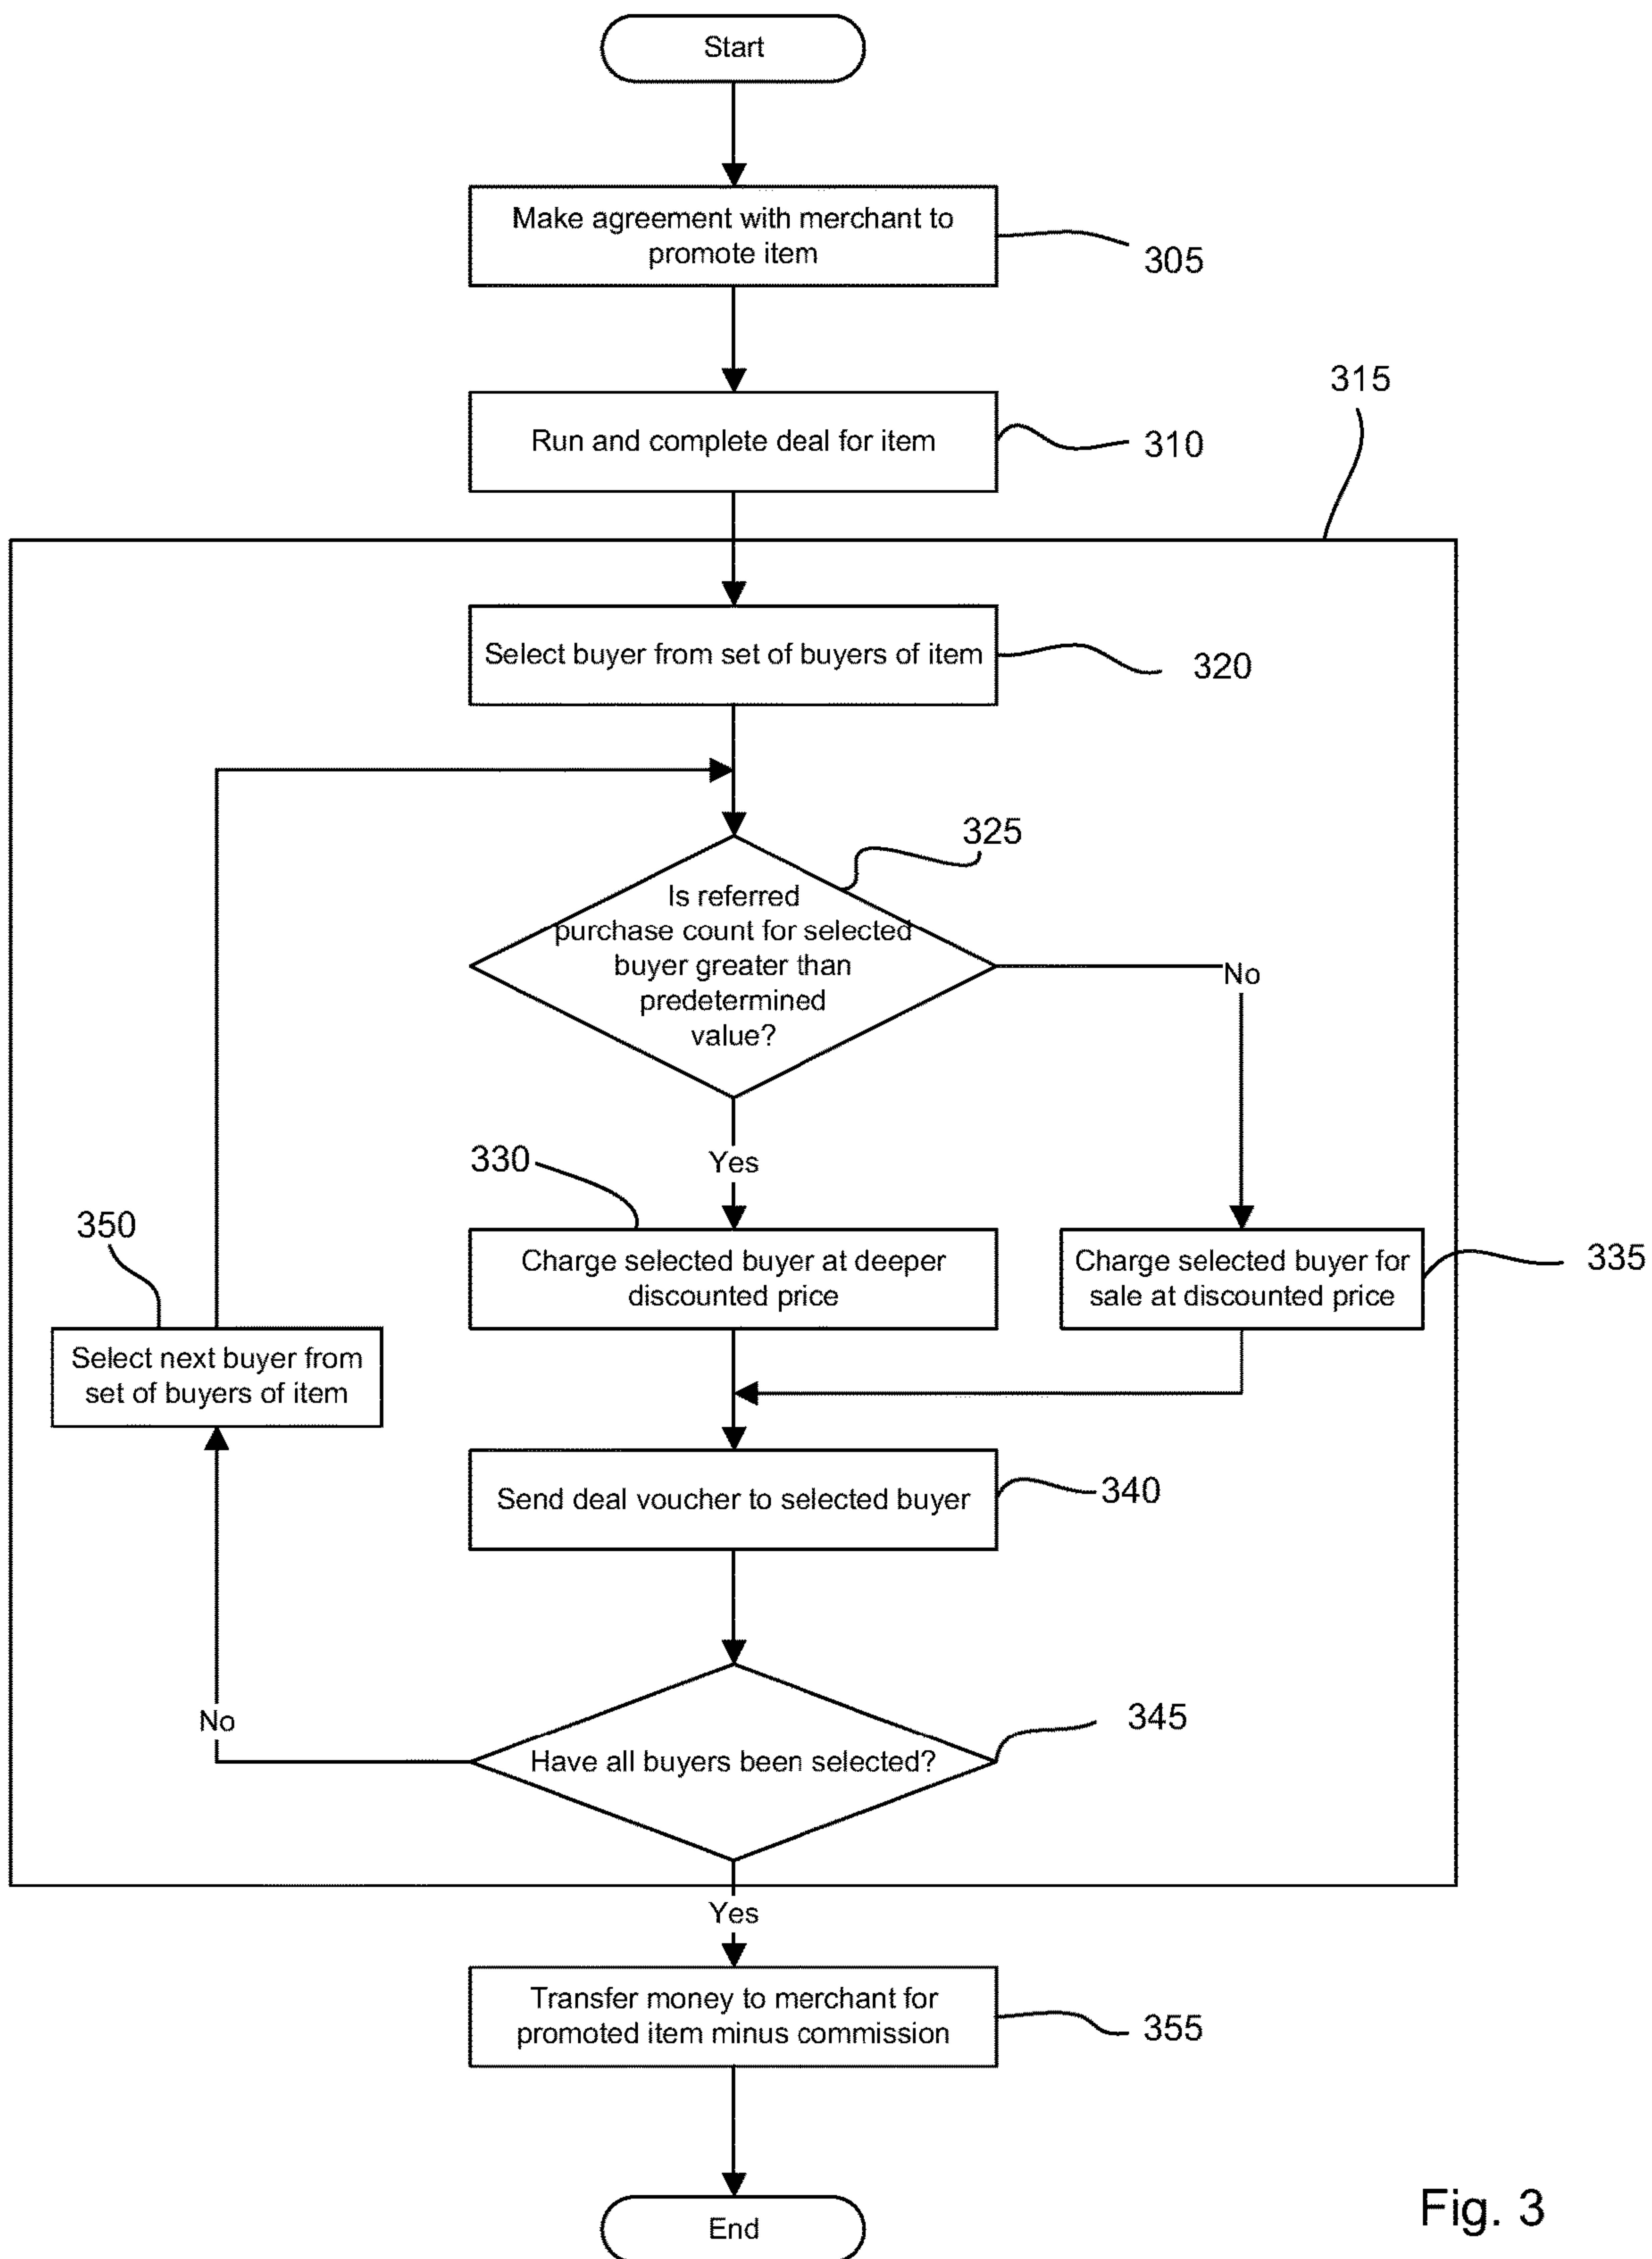 Start
Make agreement with merchant to
promote item
305
Run and complete deal for item
310
315
Select buyer from set of buyers of item
320
325
Is referred
purchase count for selected
buyer greater than
predetermined
value?
No
Yes
330
Charge selected buyer at deeper
discounted price
Charge selected buyer for
sale at discounted price
335
350
Select next buyer from
set of buyers of item
Send deal voucher to selected buyer
340
345
Have all buyers been selected?
No
Yes
Transfer money to merchant for
promoted item minus commission
355
End
Fig. 3